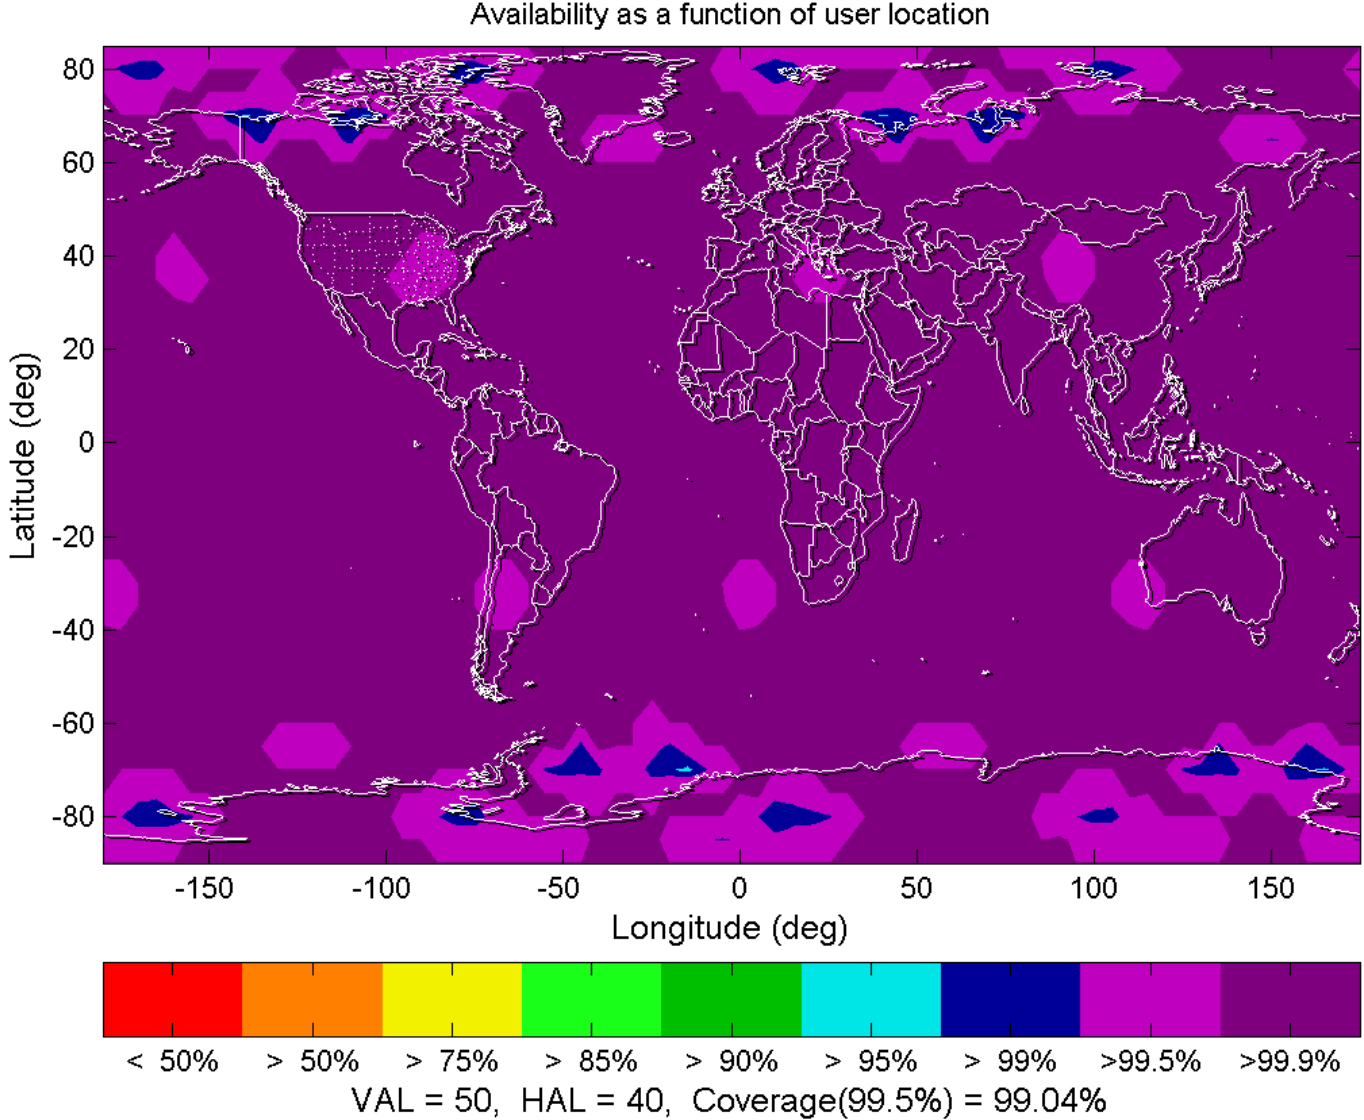 Availability as a function of user location
80
60
40
20
0
-20
-40
-60
-80
Latitude (deg)
-150 -100 -50 0 50 100 150
Longitude (deg)
< 50% > 50% > 75% > 85% > 90% > 95% > 99% >99.5% >99.9%
VAL = 50, HAL = 40, Coverage(99.5%) = 99.04%